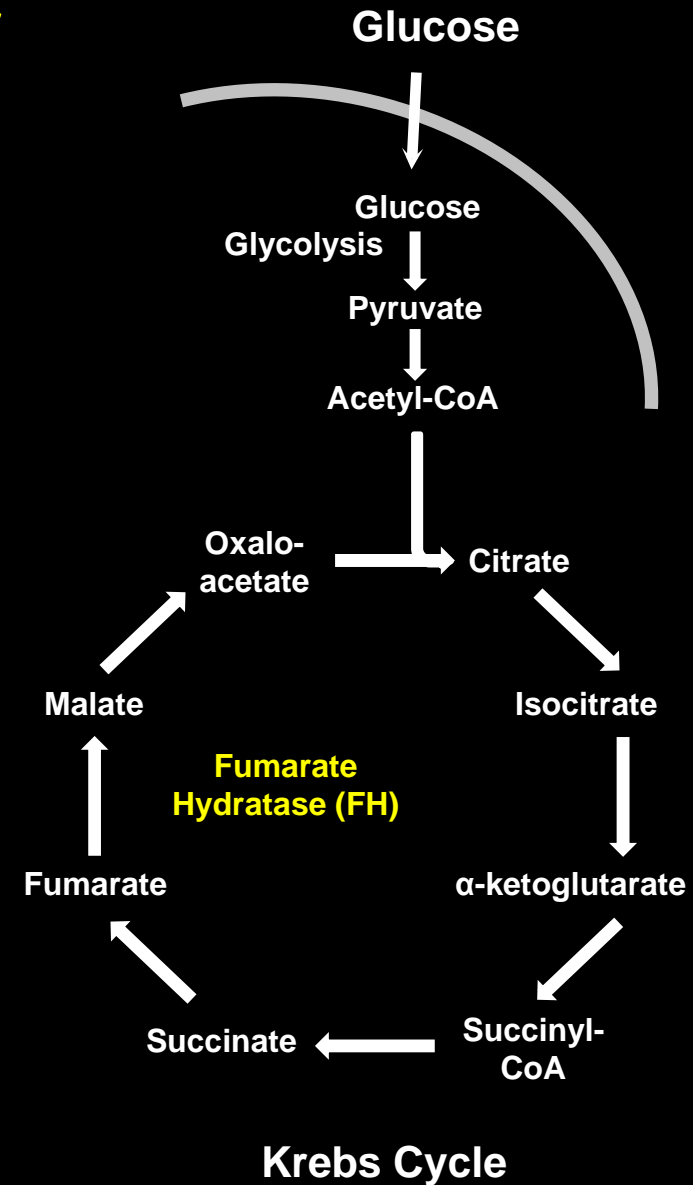 Glucose
Glucose
Glycolysis
Pyruvate
Acetyl-CoA
Oxalo-
acetate
Citrate
Malate
Isocitrate
Fumarate
Hydratase (FH)
Fumarate
α-ketoglutarate
Succinate
Succinyl-
CoA
Krebs Cycle